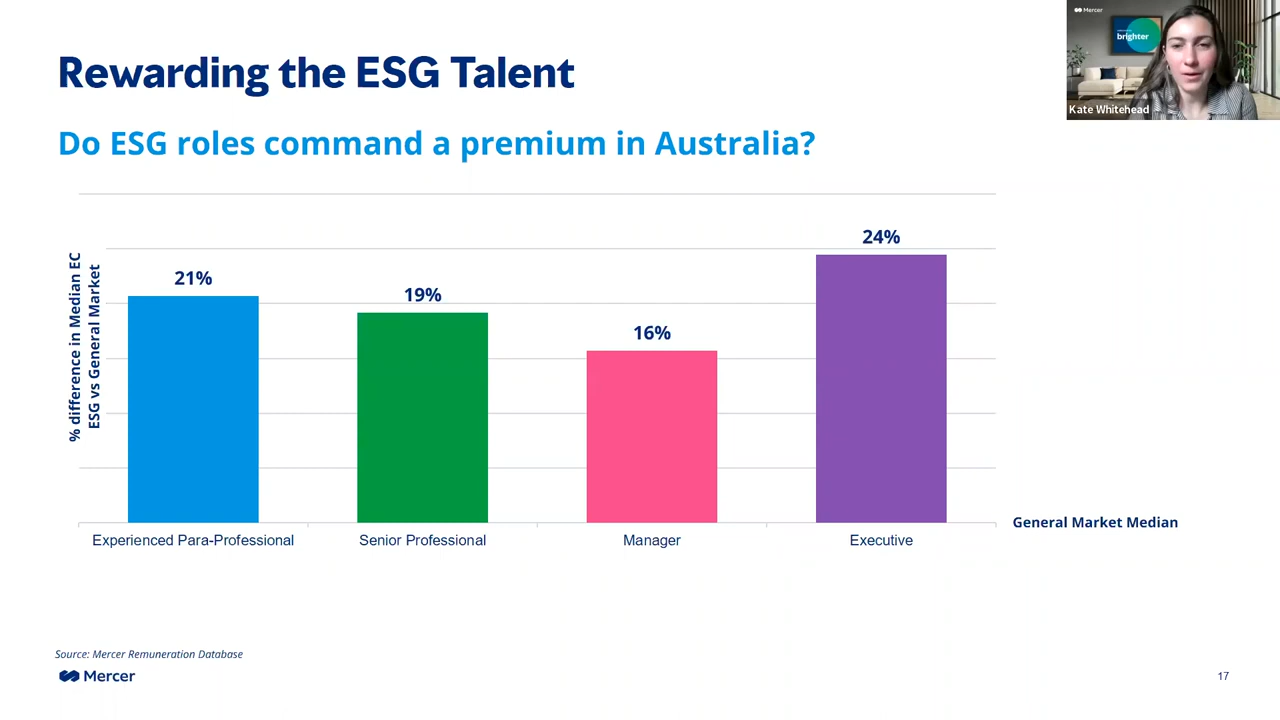 Rewarding the ESG Talent
Do ESG roles command a premium in Australia?
Mercer
brighter
Kate Whitehead
% difference in Median EC
ESG vs General Market
21%
19%
16%
24%
Experienced Para-Professional
Senior Professional
Manager
Executive
General Market Median
Source: Mercer Remuneration Database
Mercer
17